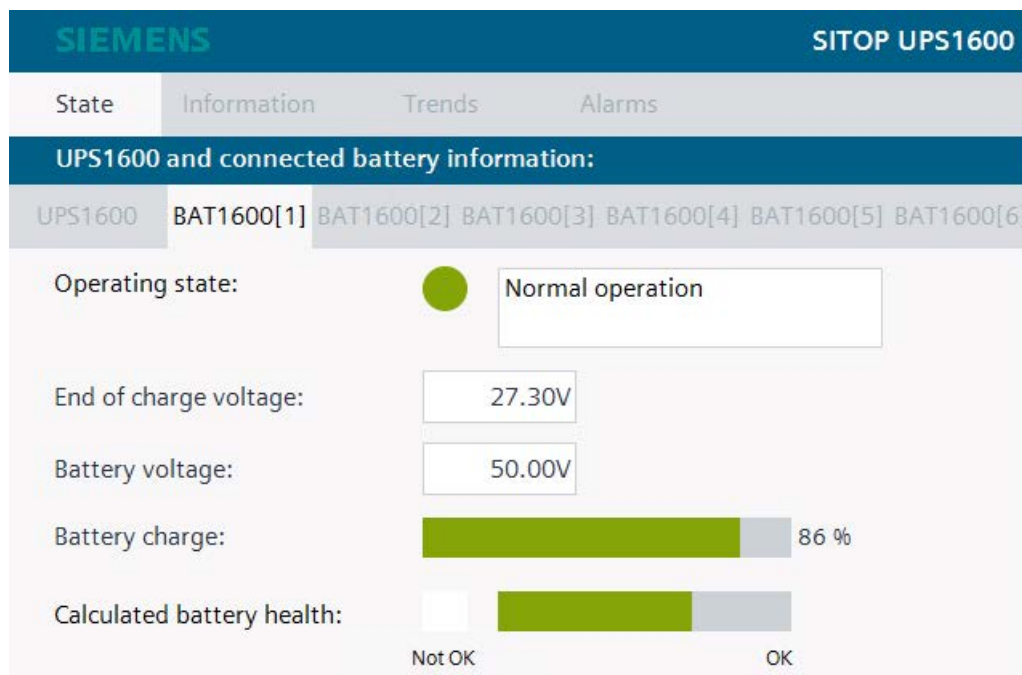 SIEMENS SITOP UPS1600
State Information Trends Alarms
UPS1600 and connected battery information:
UPS1600 BAT1600[1] BAT1600[2] BAT1600[3] BAT1600[4] BAT1600[5] BAT1600[6
Operating state: Normal operation
End of charge voltage: 27.30V
Battery voltage: 50.00V
Battery charge: 86 %
Calculated battery health:
Not OK OK